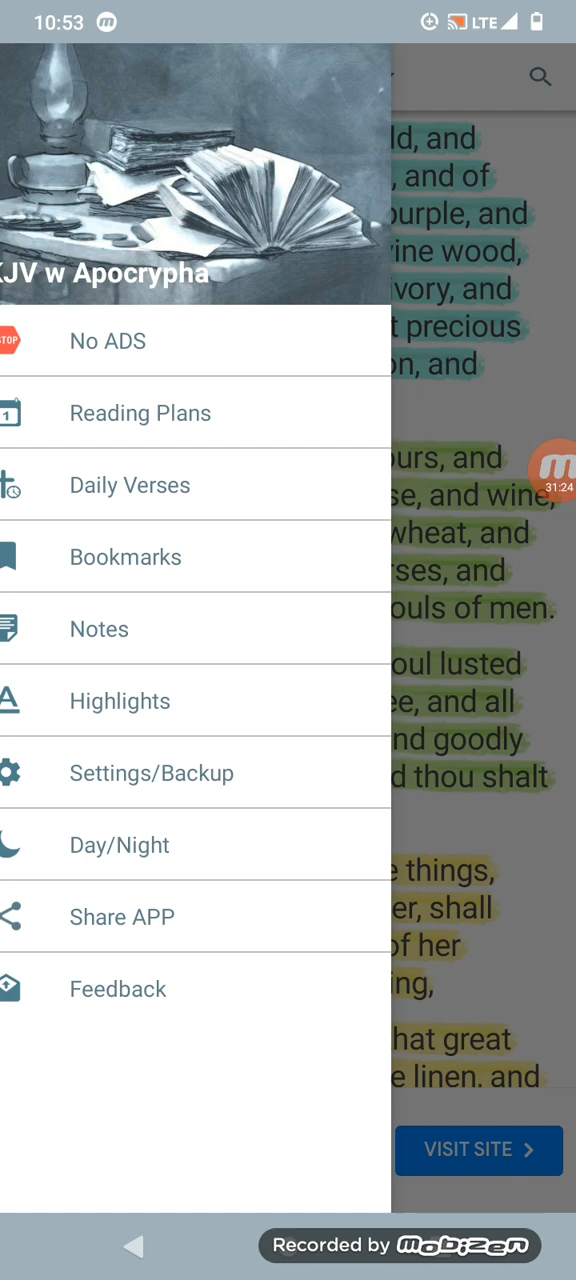 10:53
LTE
KJV w Apocrypha
STOP
No ADS
1
Reading Plans
Daily Verses
Bookmarks
Notes
Highlights
Settings/Backup
Day/Night
Share APP
Feedback
ld, and
, and of
purple, and
ine wood,
ivory, and
t precious
on, and
ours, and
se, and wine,
wheat, and
rses, and
ouls of men.
oul lusted
ee, and all
nd goodly
d thou shalt
e things,
er, shall
of her
ing,
hat great
e linen, and
31:24
VISIT SITE
Recorded by mobizen